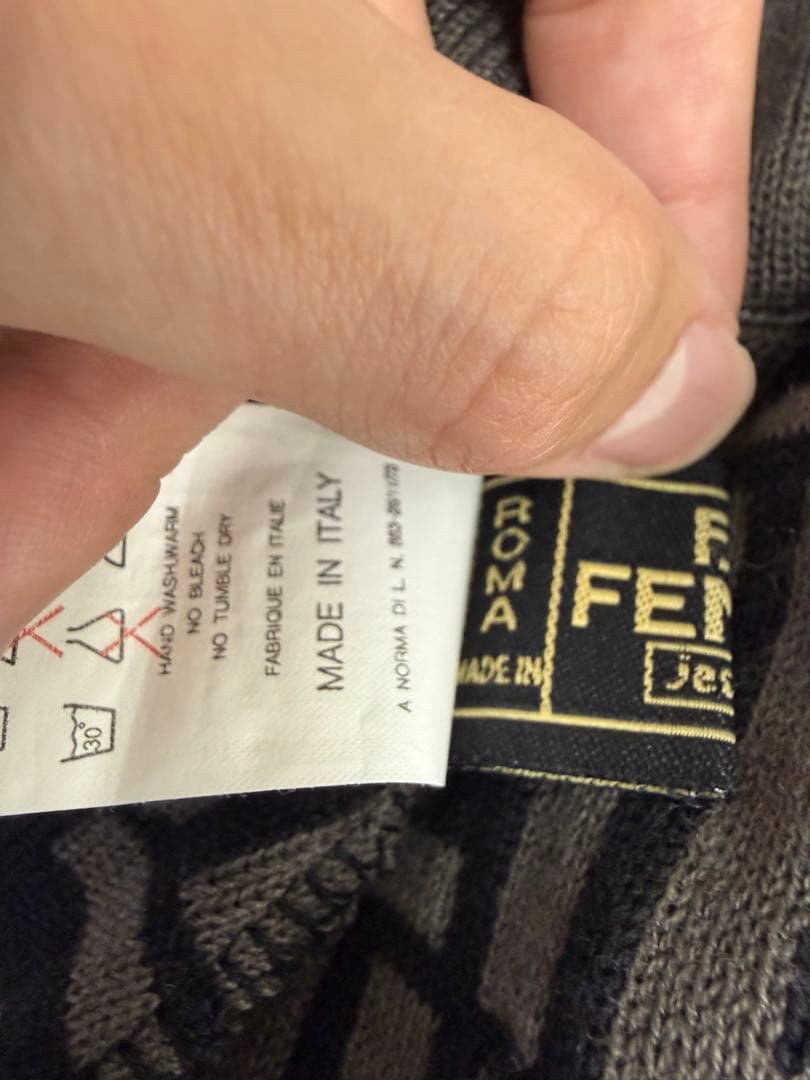 HAND WASH.WARM
NO BLEACH
NO TUMBLE DRY
FABRIQUE EN ITALIE
MADE IN ITALY
A NORMA DI L. N.
30°
ROMA
MADE IN
FE
jes